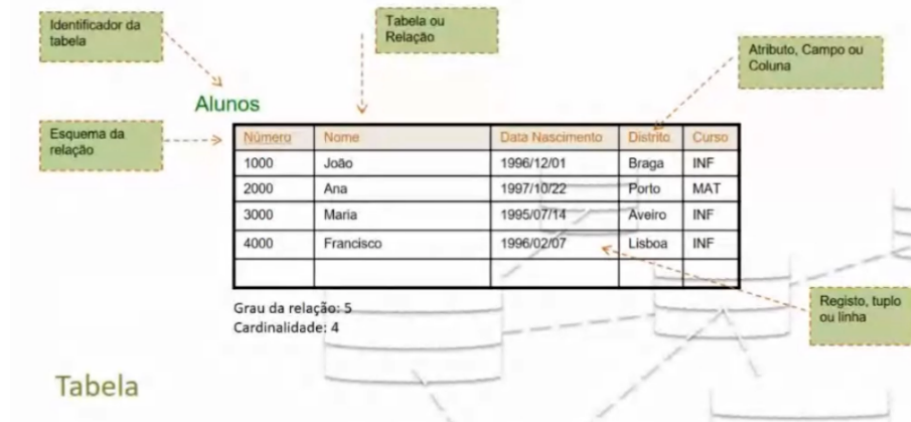 Identificador da
tabela
Tabela ou
Relação
Atributo, Campo ou
Coluna
Alunos
Esquema da
relação
Número Nome Data Nascimento Distrito Curso
1000 João 1996/12/01 Braga INF
2000 Ana 1997/10/22 Porto MAT
3000 Maria 1995/07/14 Aveiro INF
4000 Francisco 1996/02/07 Lisboa INF
Registo, tuplo
ou linha
Grau da relação: 5
Cardinalidade: 4
Tabela